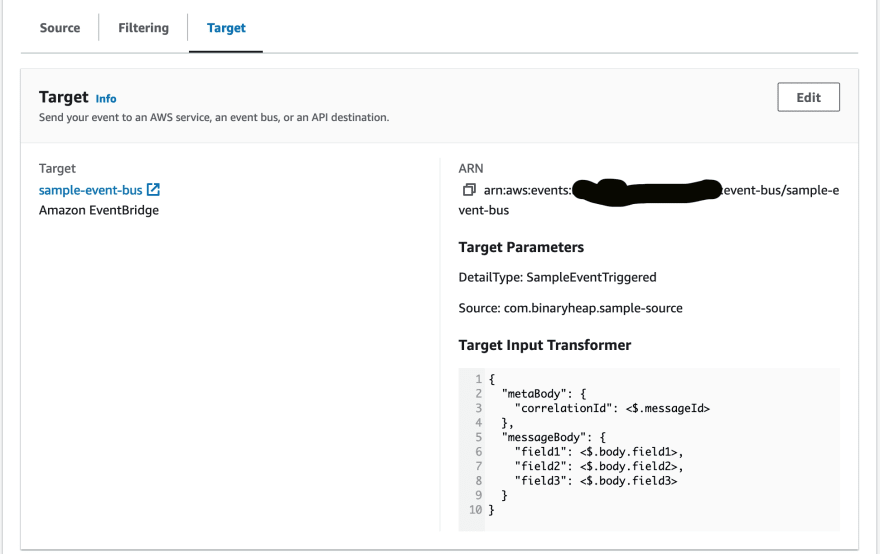 Source
Filtering
Target
Target Info
Edit
Send your event to an AWS service, an event bus, or an API destination.
Target
sample-event-bus
Amazon EventBridge
ARN
arn:aws:events: :event-bus/sample-e
vent-bus
Target Parameters
DetailType: SampleEventTriggered
Source: com.binaryheap.sample-source
Target Input Transformer
1 {
2   "metaBody": {
3     "correlationId": <$.messageId>
4   },
5   "messageBody": {
6     "field1": <$.body.field1>,
7     "field2": <$.body.field2>,
8     "field3": <$.body.field3>
9   }
10 }